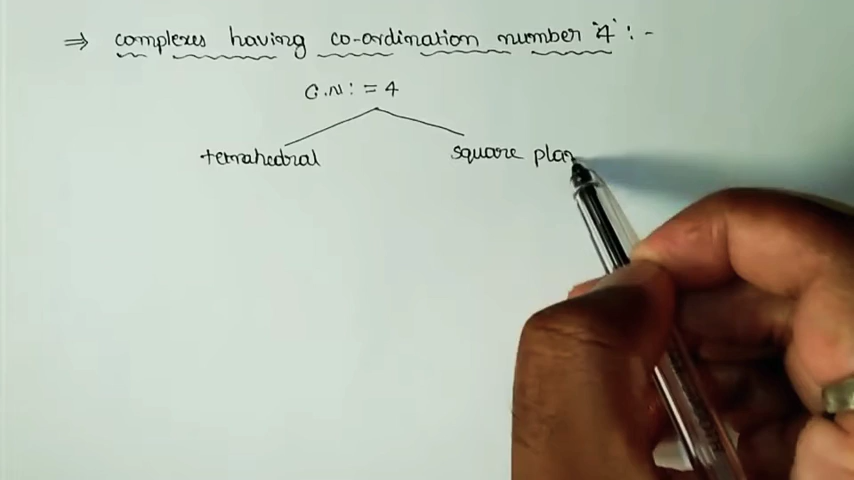 ⇒ complexes having co-ordination number '4' : -
C.N : = 4
tetrahedral square plan